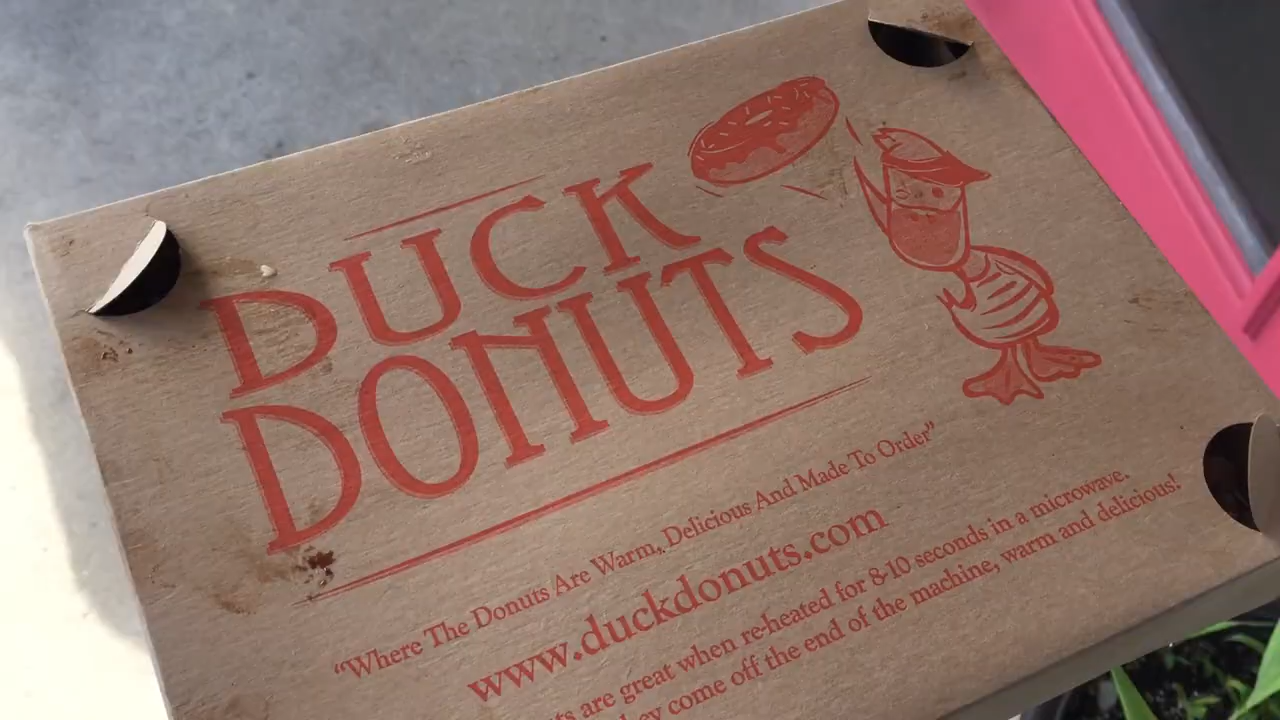 DUCK
DONUTS
“Where The Donuts Are Warm, Delicious And Made To Order”
www.duckdonuts.com
are great when re-heated for 8-10 seconds in a microwave.
come off the end of the machine, warm and delicious!